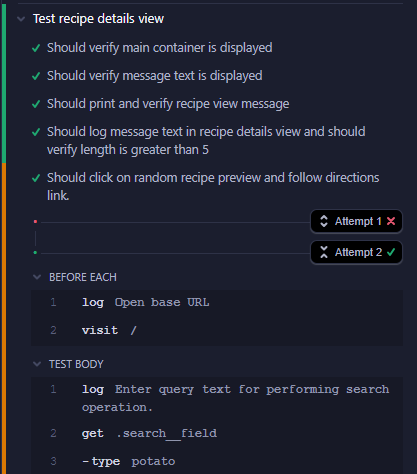 Test recipe details view
Should verify main container is displayed
Should verify message text is displayed
Should print and verify recipe view message
Should log message text in recipe details view and should
verify length is greater than 5
Should click on random recipe preview and follow directions
link.
Attempt 1
Attempt 2
BEFORE EACH
1 log Open base URL
2 visit /
TEST BODY
1 log Enter query text for performing search
operation.
2 get .search__field
3 -type potato